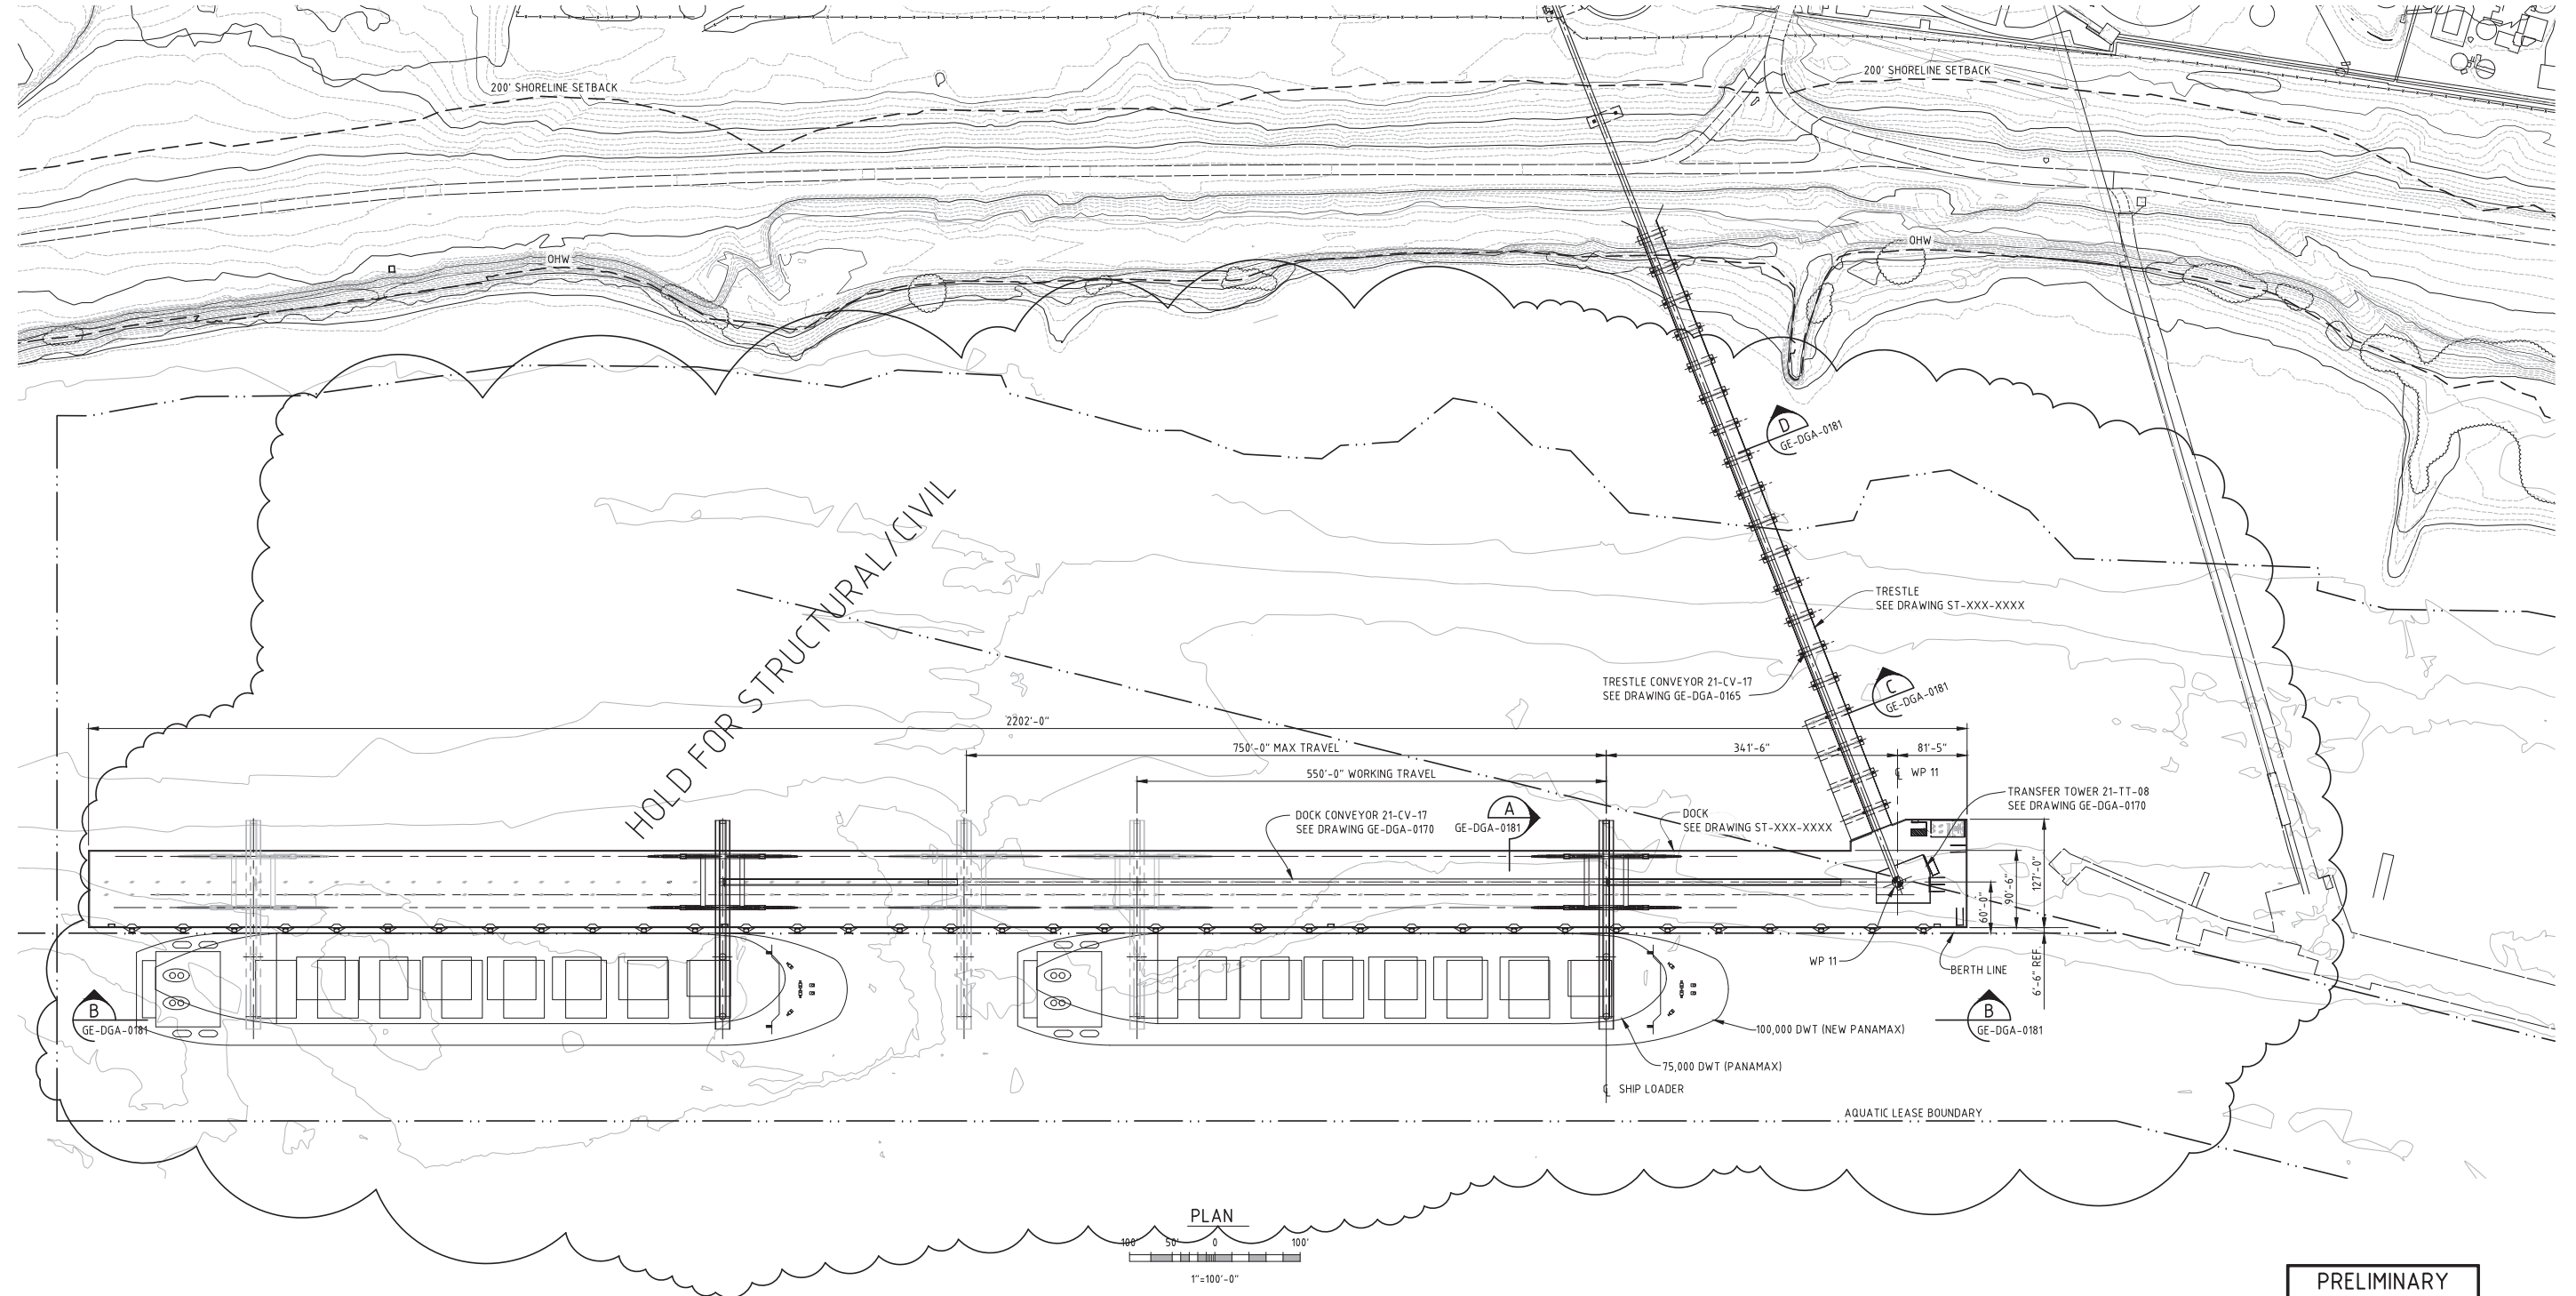 200' SHORELINE SETBACK
200' SHORELINE SETBACK
OHW
OHW
D
GE-DGA-0181
HOLD FOR STRUCTURAL/CIVIL
TRESTLE
SEE DRAWING ST-XXX-XXXX
TRESTLE CONVEYOR 21-CV-17
SEE DRAWING GE-DGA-0165
C
GE-DGA-0181
2202'-0"
750'-0" MAX TRAVEL
341'-6"
81'-5"
550'-0" WORKING TRAVEL
℄ WP 11
DOCK CONVEYOR 21-CV-17
SEE DRAWING GE-DGA-0170
A
GE-DGA-0181
DOCK
SEE DRAWING ST-XXX-XXXX
TRANSFER TOWER 21-TT-08
SEE DRAWING GE-DGA-0170
60'-0"
90'-6"
127'-0"
6'-6" REF.
WP 11
BERTH LINE
B
GE-DGA-0181
B
GE-DGA-0181
100,000 DWT (NEW PANAMAX)
75,000 DWT (PANAMAX)
℄ SHIP LOADER
AQUATIC LEASE BOUNDARY
PLAN
100 50' 0 100'
1"=100'-0"
PRELIMINARY